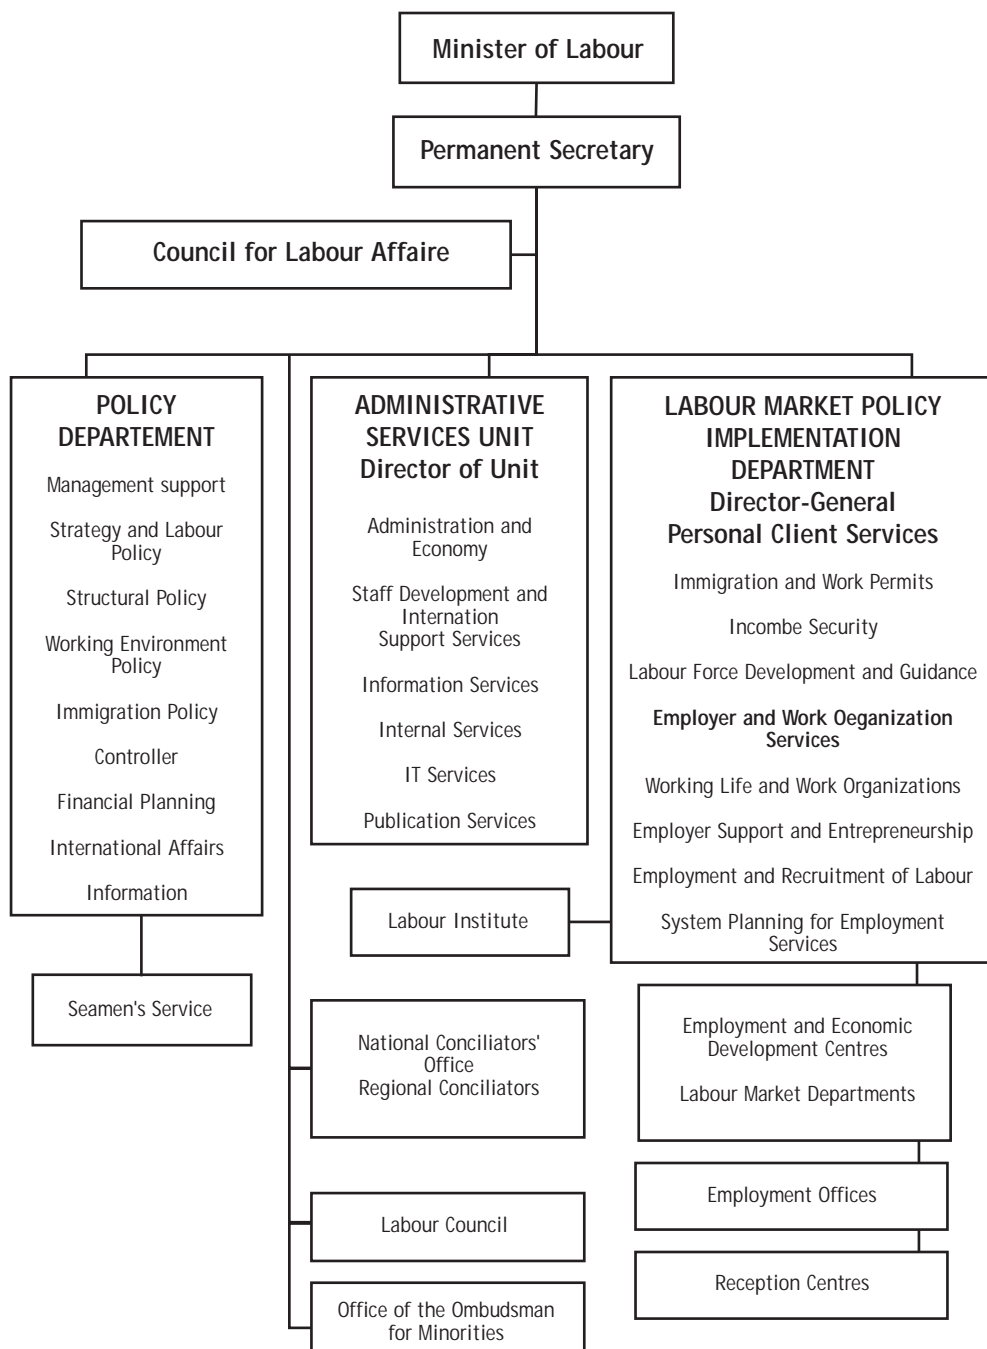 Minister of Labour
Permanent Secretary
Council for Labour Affaire
POLICY
DEPARTEMENT
Management support
Strategy and Labour
Policy
Structural Policy
Working Environment
Policy
Immigration Policy
Controller
Financial Planning
International Affairs
Information
Seamen's Service
ADMINISTRATIVE
SERVICES UNIT
Director of Unit
Administration and
Economy
Staff Development and
Internation
Support Services
Information Services
Internal Services
IT Services
Publication Services
LABOUR MARKET POLICY
IMPLEMENTATION
DEPARTMENT
Director-General
Personal Client Services
Immigration and Work Permits
Incombe Security
Labour Force Development and Guidance
Employer and Work Oeganization
Services
Working Life and Work Organizations
Employer Support and Entrepreneurship
Employment and Recruitment of Labour
System Planning for Employment
Services
Labour Institute
National Conciliators'
Office
Regional Conciliators
Labour Council
Office of the Ombudsman
for Minorities
Employment and Economic
Development Centres
Labour Market Departments
Employment Offices
Reception Centres